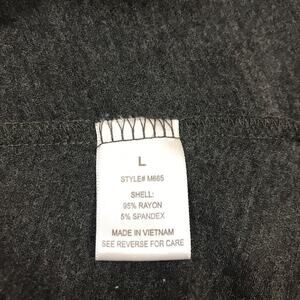 L
STYLE# M665
SHELL:
95% RAYON
5% SPANDEX
MADE IN VIETNAM
SEE REVERSE FOR CARE